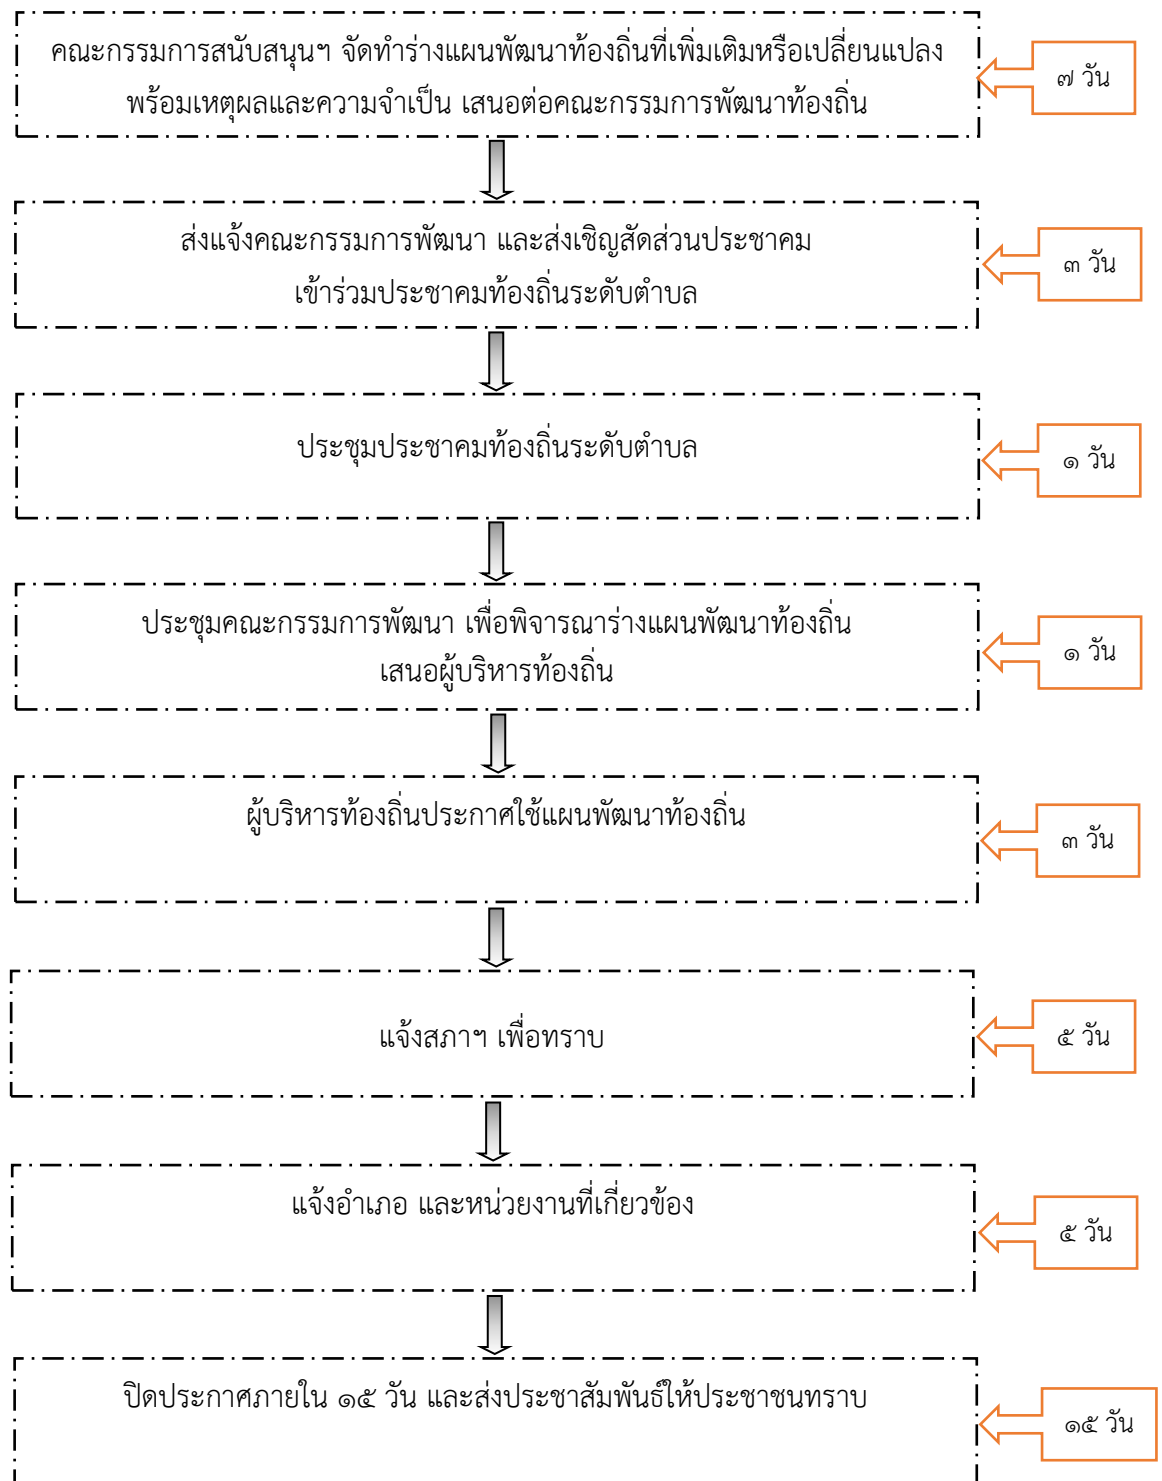 คณะกรรมการสนับสนุนฯ จัดทำร่างแผนพัฒนาท้องถิ่นที่เพิ่มเติมหรือเปลี่ยนแปลง
พร้อมเหตุผลและความจำเป็น เสนอต่อคณะกรรมการพัฒนาท้องถิ่น
๗ วัน
ส่งแจ้งคณะกรรมการพัฒนา และส่งเชิญสัดส่วนประชาคม
เข้าร่วมประชาคมท้องถิ่นระดับตำบล
๓ วัน
ประชุมประชาคมท้องถิ่นระดับตำบล
๑ วัน
ประชุมคณะกรรมการพัฒนา เพื่อพิจารณาร่างแผนพัฒนาท้องถิ่น
เสนอผู้บริหารท้องถิ่น
๑ วัน
ผู้บริหารท้องถิ่นประกาศใช้แผนพัฒนาท้องถิ่น
๓ วัน
แจ้งสภาฯ เพื่อทราบ
๕ วัน
แจ้งอำเภอ และหน่วยงานที่เกี่ยวข้อง
๕ วัน
ปิดประกาศภายใน ๑๕ วัน และส่งประชาสัมพันธ์ให้ประชาชนทราบ
๑๕ วัน